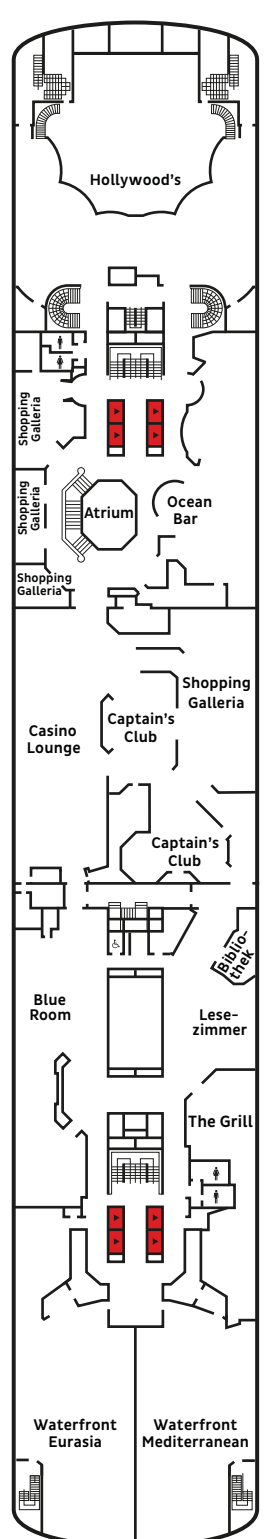 Hollywood's
Shopping
Galleria
Shopping
Galleria
Atrium
Ocean
Bar
Shopping
Galleria
Shopping
Galleria
Captain's
Club
Casino
Lounge
Captain's
Club
Biblio-
thek
Blue
Room
Lese-
zimmer
The Grill
Waterfront
Eurasia
Waterfront
Mediterranean